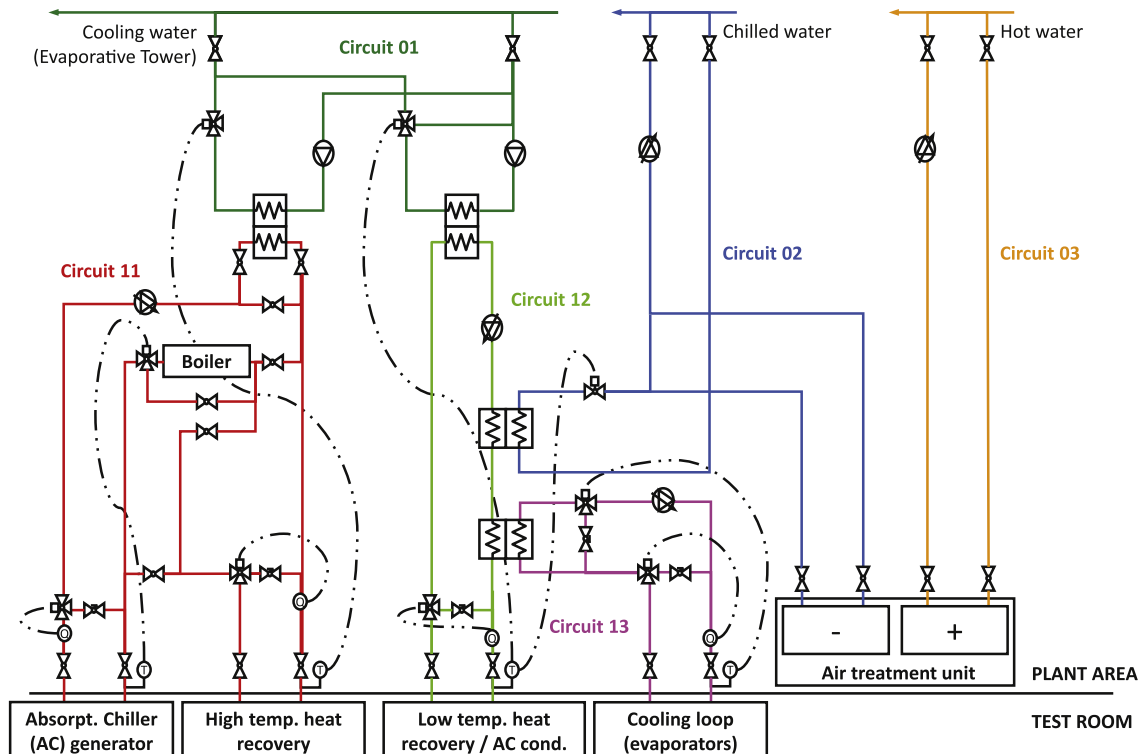 Cooling water
(Evaporative Tower)
Circuit 01
Chilled water
Hot water
Circuit 02
Circuit 03
Circuit 11
Circuit 12
Boiler
Q
T
Q
T
Q
T
Circuit 13
Q
T
-
+
Air treatment unit
PLANT AREA
TEST ROOM
Absorpt. Chiller
(AC) generator
High temp. heat
recovery
Low temp. heat
recovery / AC cond.
Cooling loop
(evaporators)